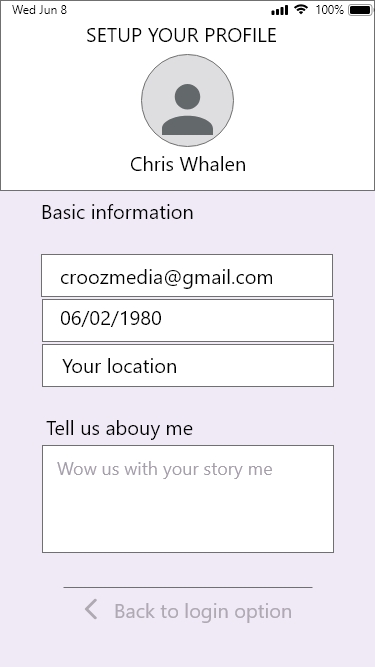 Wed Jun 8 100%
SETUP YOUR PROFILE
Chris Whalen
Basic information
croozmedia@gmail.com
06/02/1980
Your location
Tell us abouy me
Wow us with your story me
Back to login option